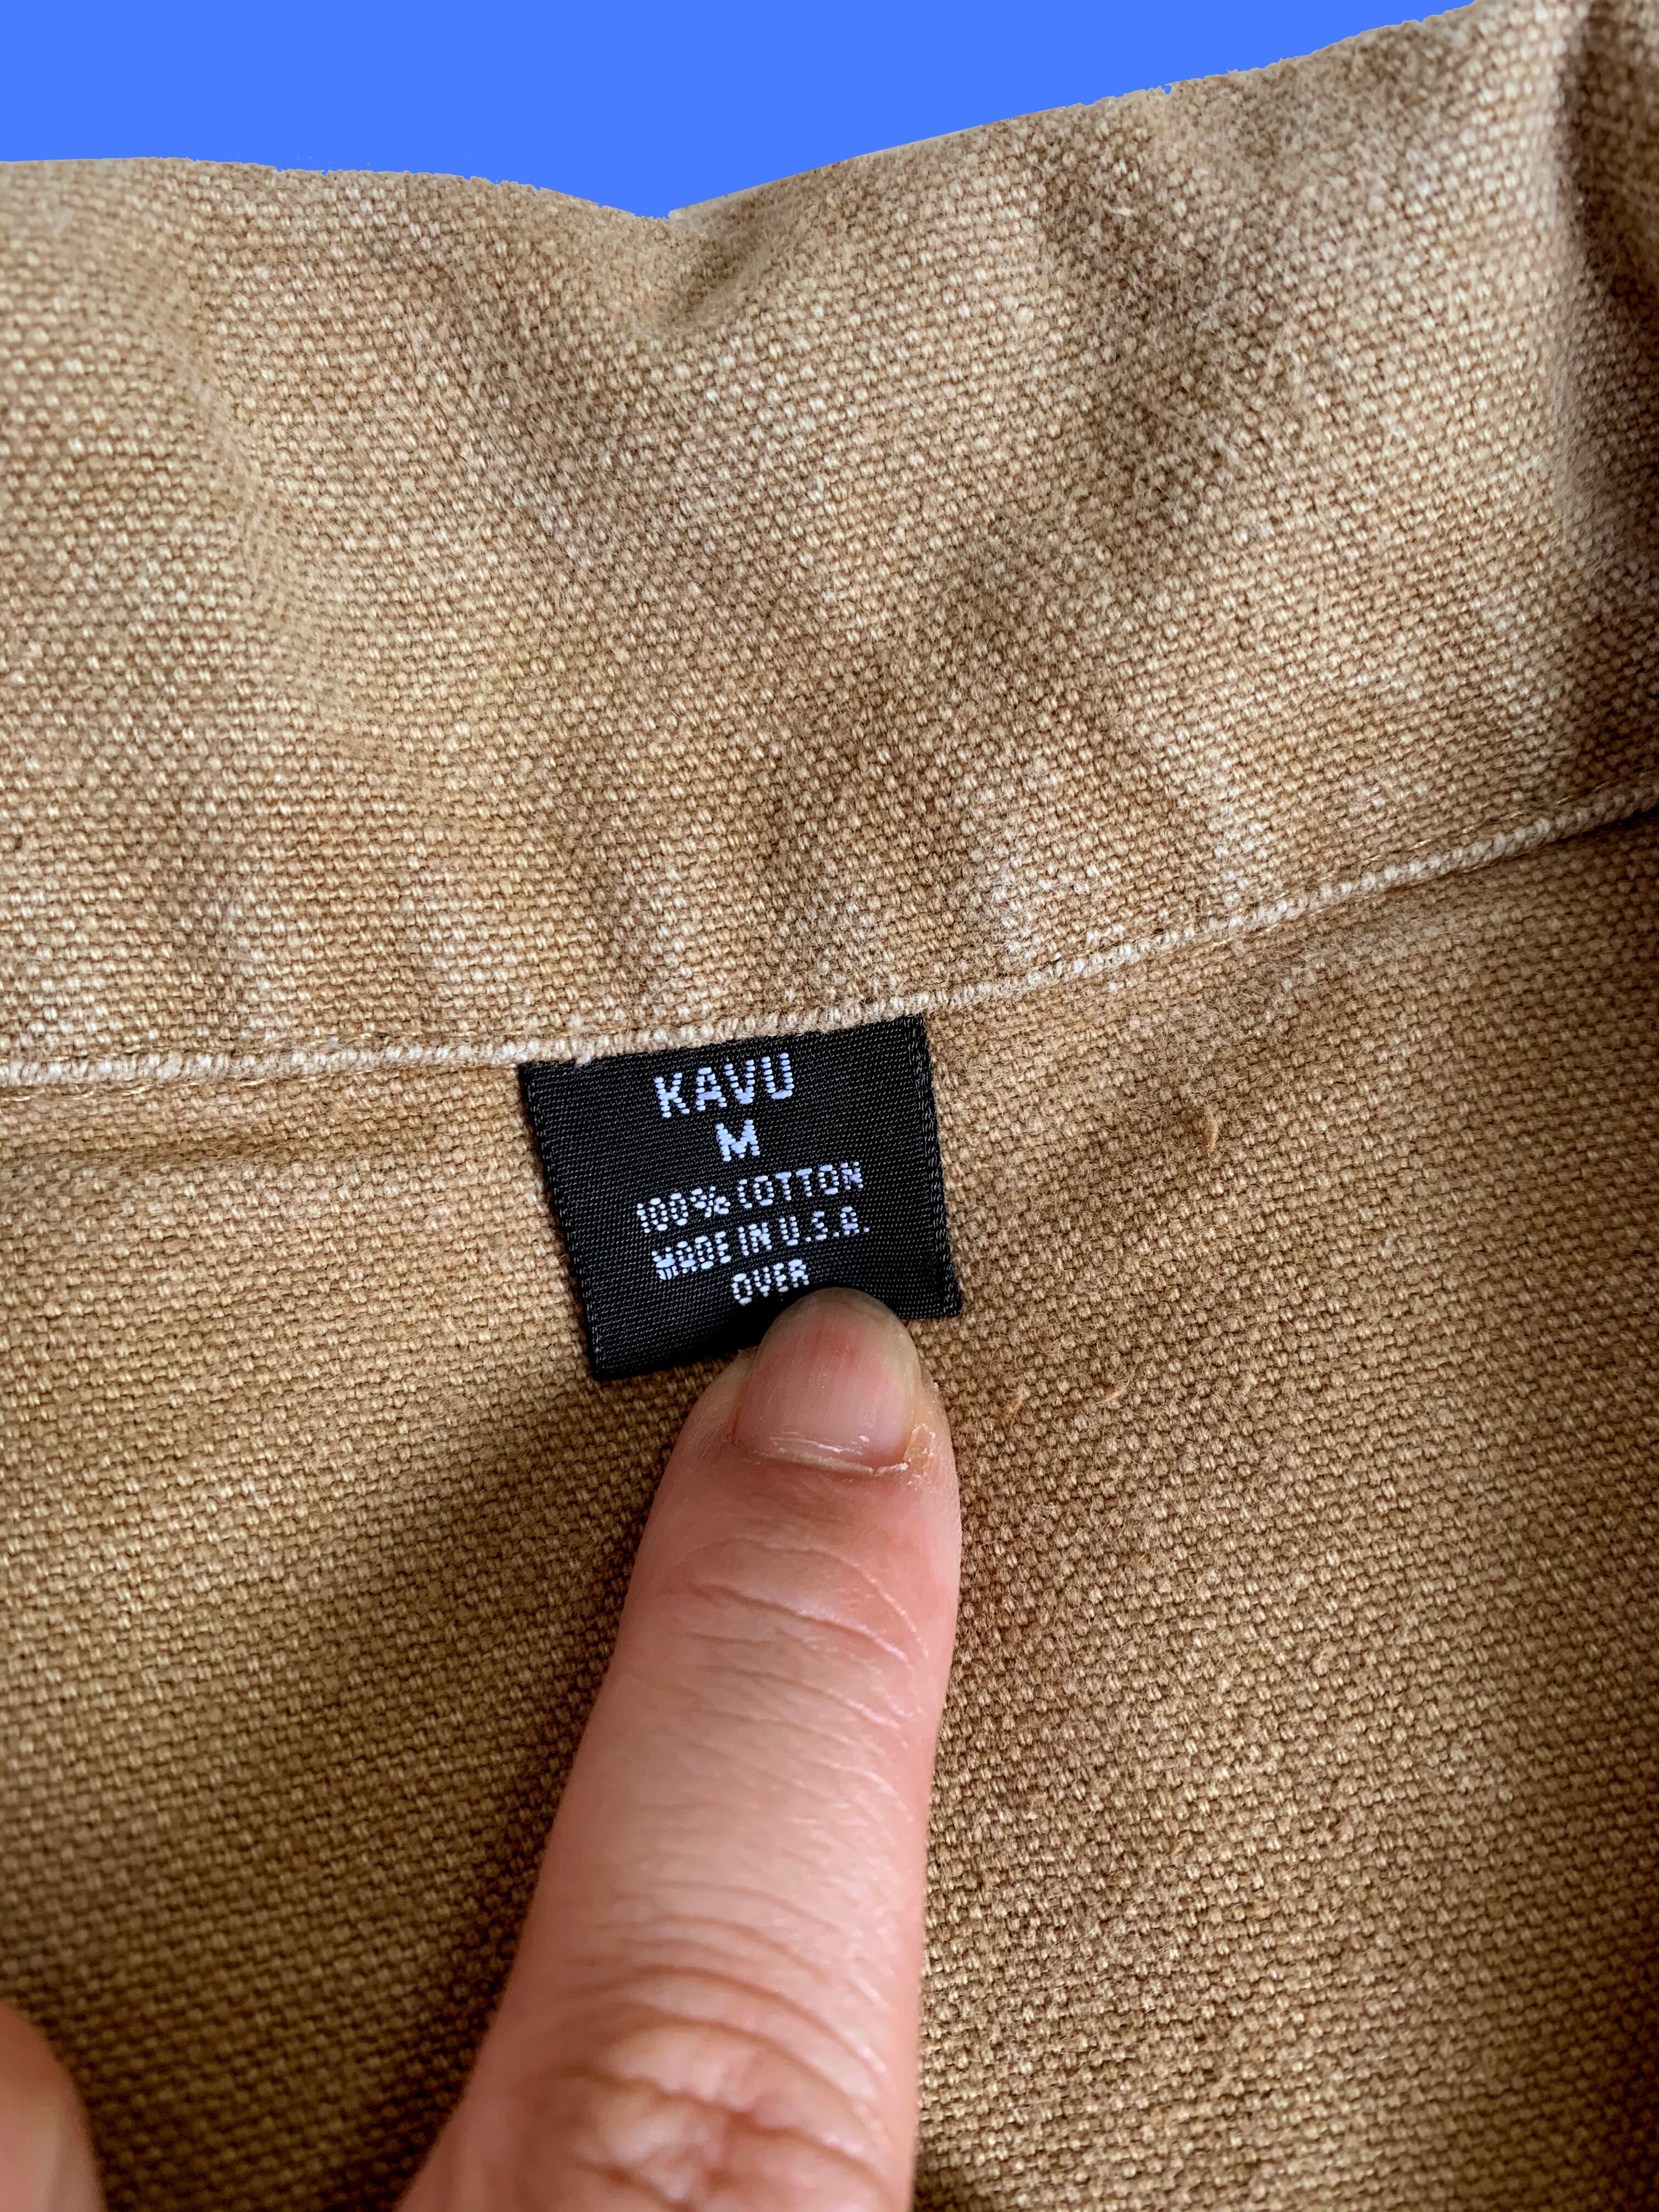 KAVU
M
100% COTTON
MADE IN U.S.A.
OVER